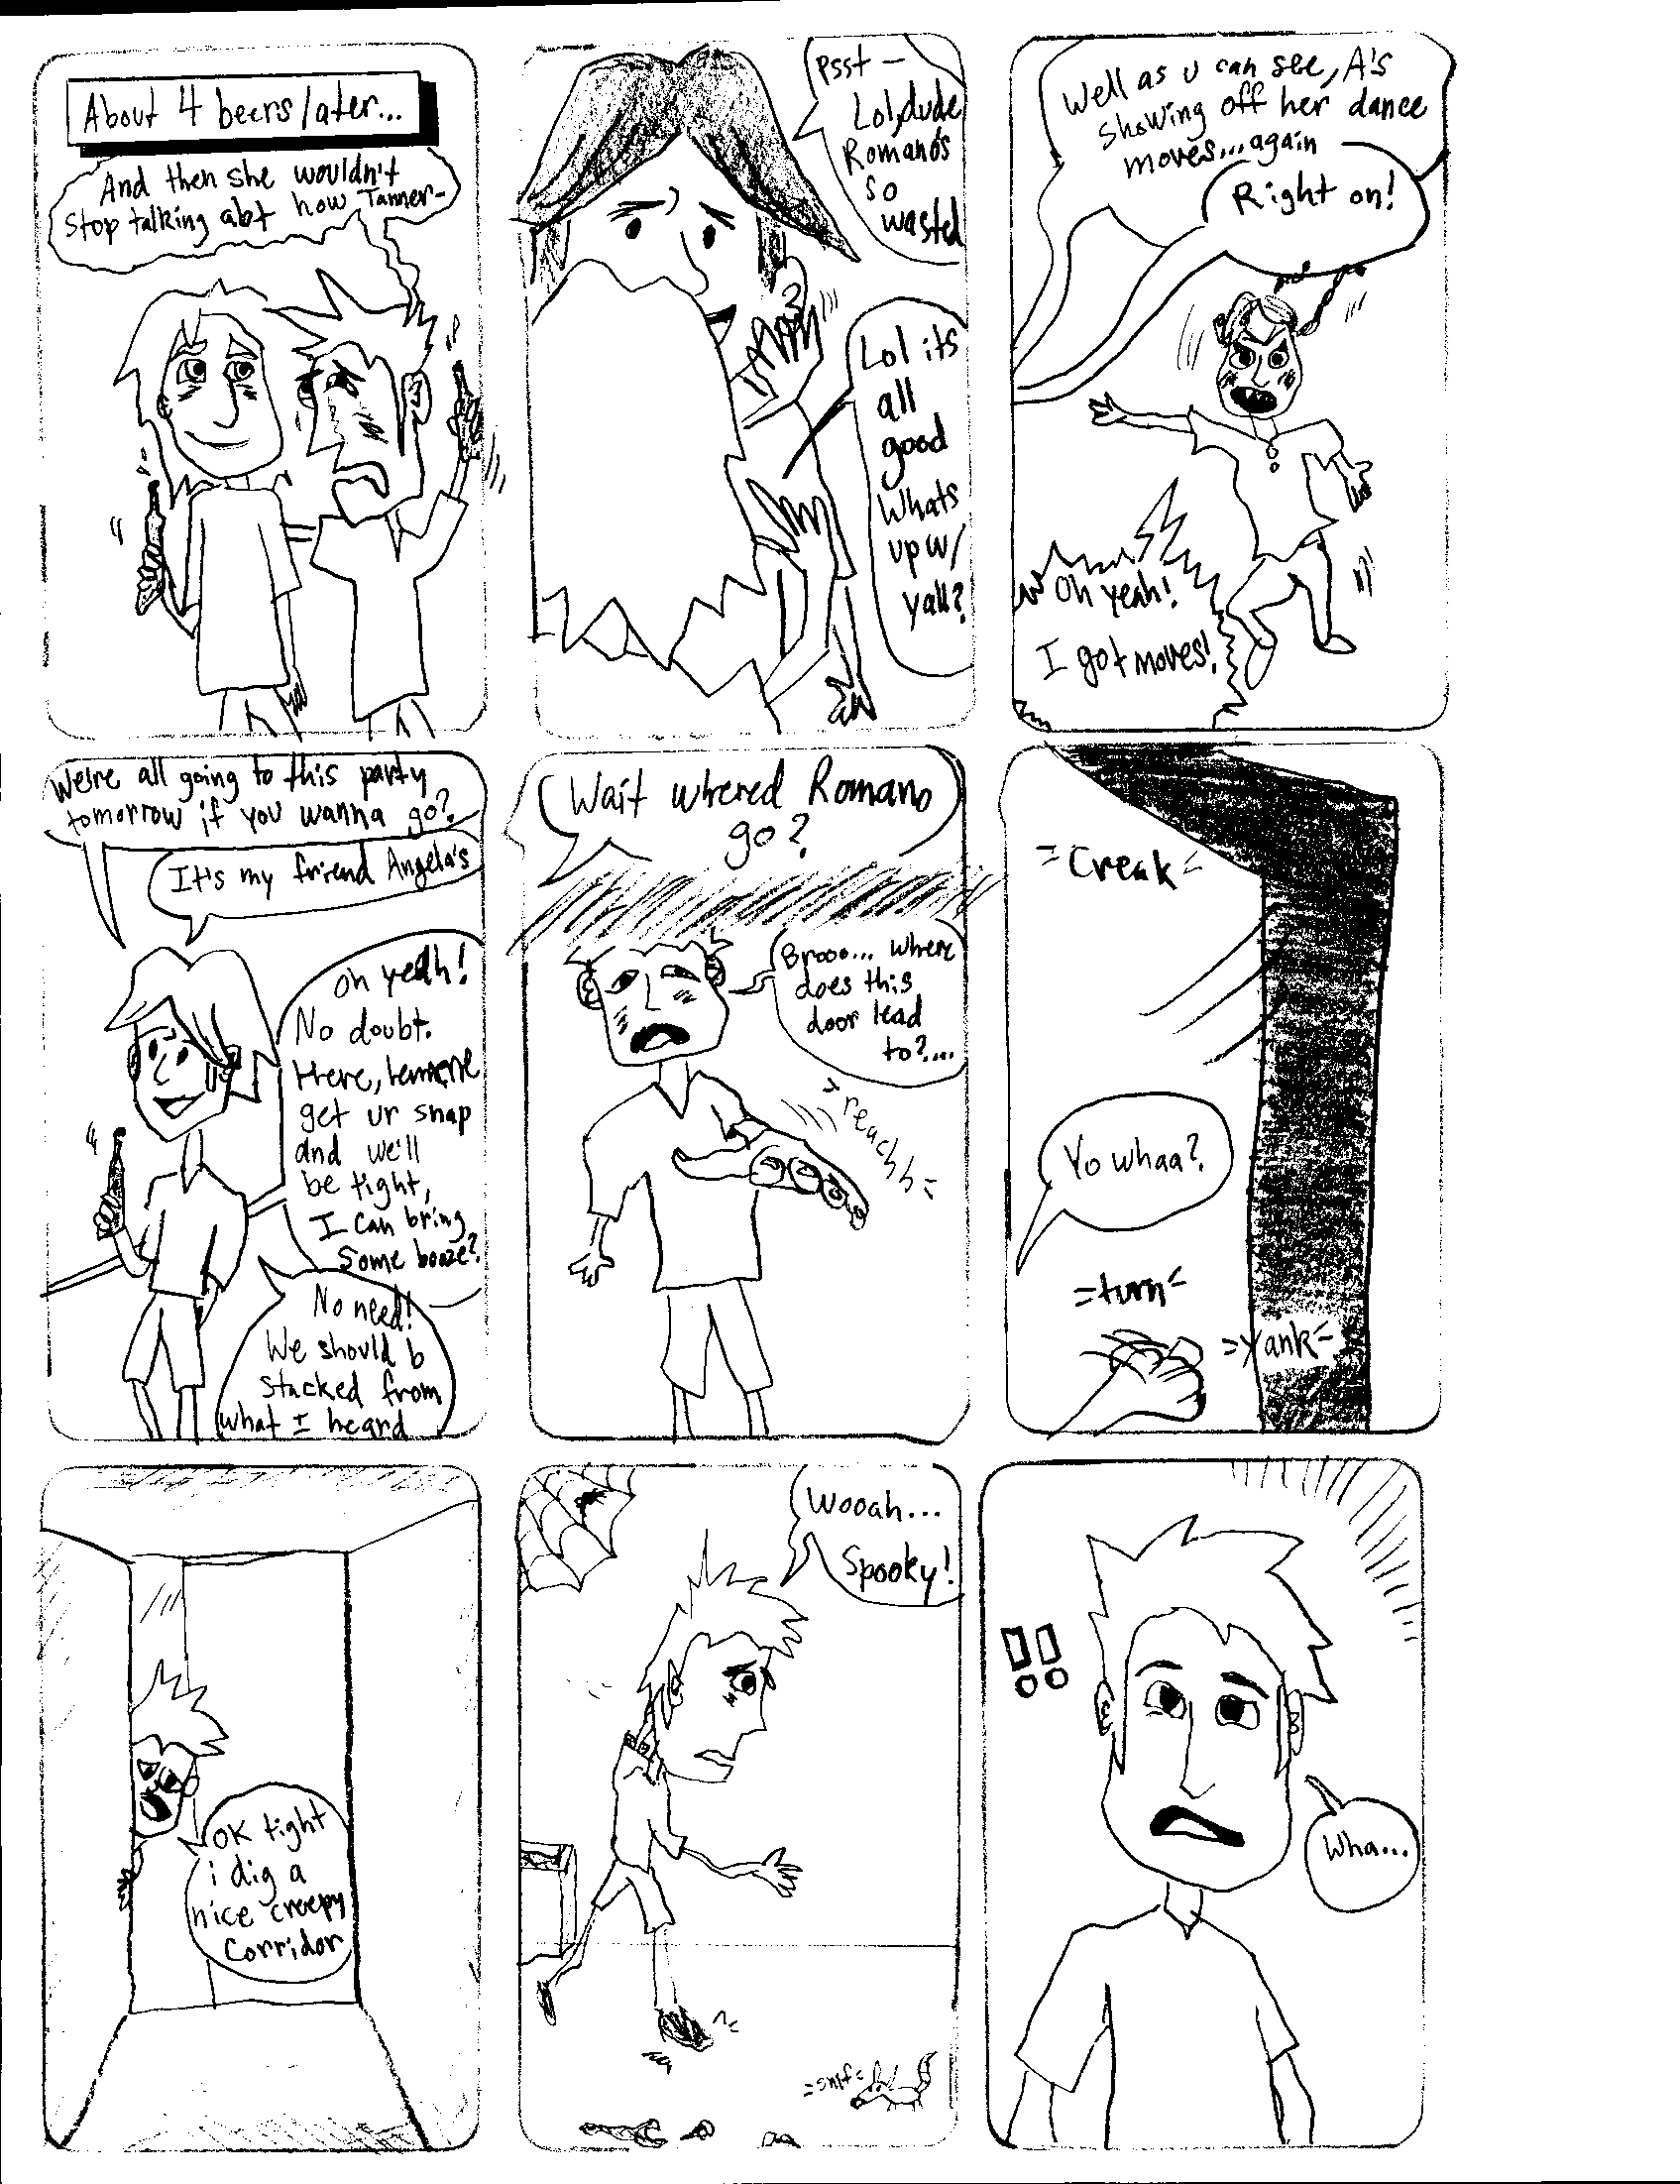 About 4 beers later...
And then she wouldn't
stop talking abt how Tanner-
Psst -
Lol, dude
Romano's
so
wasted
Lol its
all
good
Whats
up w/
yall?
Well as u can see, A's
showing off her dance
moves...again
Right on!
Oh yeah!
I got moves!
We're all going to this party
tomorrow if you wanna go?
It's my friend Angela's
Oh yeah!
No doubt.
Here, lemme
get ur snap
and we'll
be tight,
I can bring
some booze?
No need!
We should b
stacked from
what I heard
Wait whered Romano
go?
Brooo... where
does this
door lead
to?....
=reachh=
=Creak=
Yo whaa?
=turn=
=Yank=
OK tight
i dig a
nice creepy
corridor
Wooah...
Spooky!
=snif=
!!
Wha...